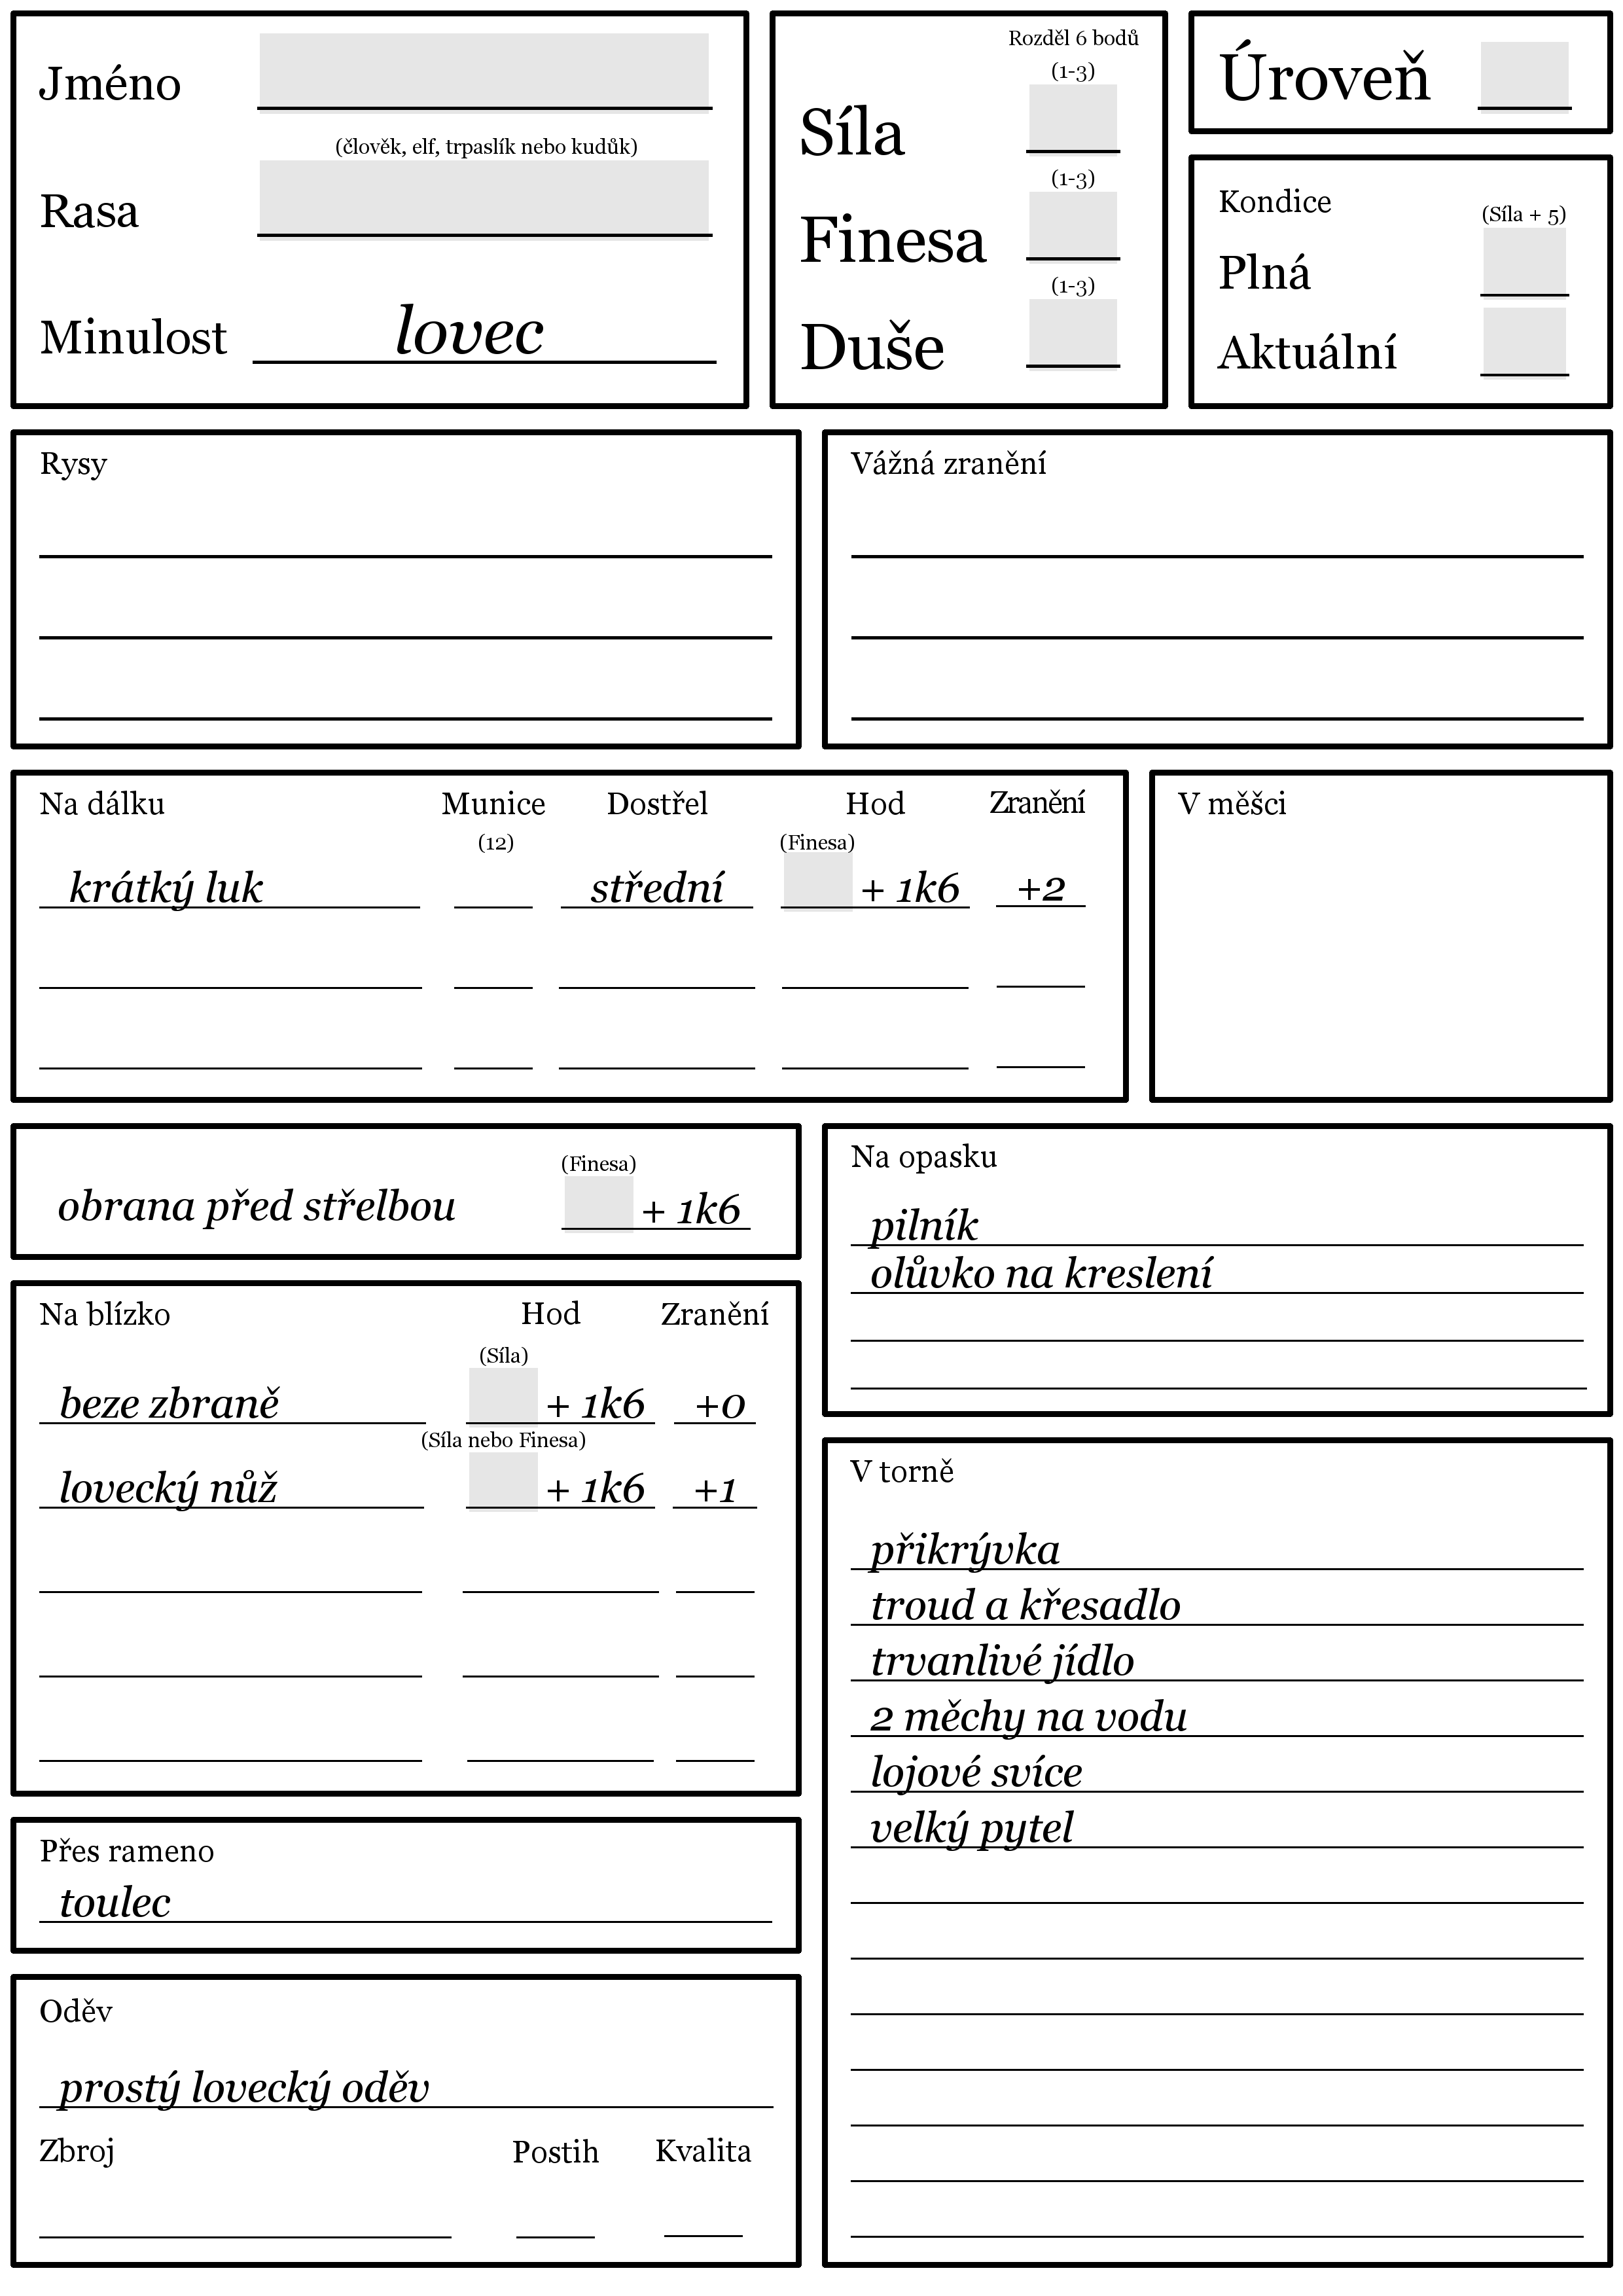 Jméno
(člověk, elf, trpaslík nebo kudůk)
Rasa
Minulost lovec
Rozděl 6 bodů
(1-3)
Síla
(1-3)
Finesa
(1-3)
Duše
Úroveň
Kondice
(Síla + 5)
Plná
Aktuální
Rysy
Vážná zranění
Na dálku Munice Dostřel Hod Zranění
(12) (Finesa)
krátký luk střední + 1k6 +2
V měšci
(Finesa)
obrana před střelbou + 1k6
Na opasku
pilník
olůvko na kreslení
Na blízko Hod Zranění
(Síla)
beze zbraně + 1k6 +0
(Síla nebo Finesa)
lovecký nůž + 1k6 +1
V torně
přikrývka
troud a křesadlo
trvanlivé jídlo
2 měchy na vodu
lojové svíce
velký pytel
Přes rameno
toulec
Oděv
prostý lovecký oděv
Zbroj Postih Kvalita